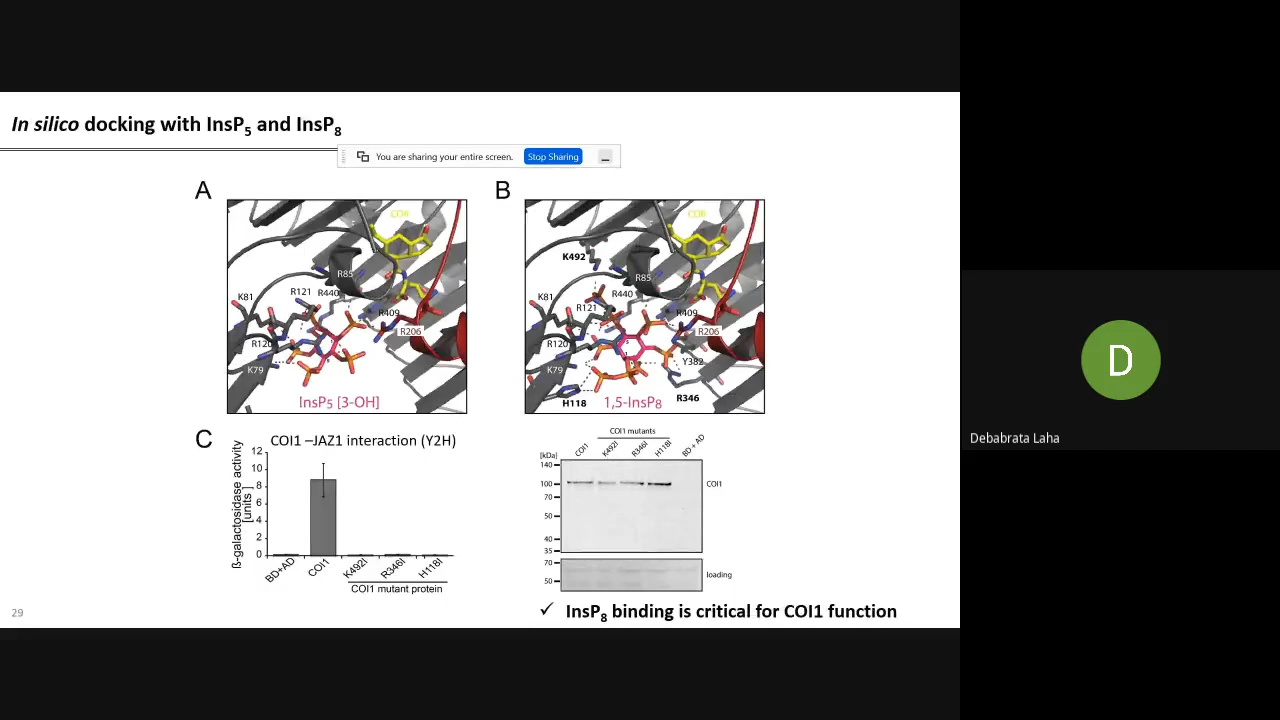 In silico docking with InsP5 and InsP8
You are sharing your entire screen.
Stop Sharing
A
B
COR
R85
K81
R121
R440
R409
R206
R120
K79
InsP5 [3-OH]
COR
K492
R85
K81
R440
R121
R409
R206
R120
Y382
K79
H118
R346
1,5-InsP8
C
COI1 –JAZ1 interaction (Y2H)
ß-galactosidase activity
[units ]
12
10
8
6
4
2
0
BD+AD
COI1
K492I
R346I
H118I
COI1 mutant protein
COI1 mutants
COI1
K492I
R346I
H118I
BD + AD
[kDa]
140
100
70
50
40
35
COI1
70
50
loading
✓ InsP8 binding is critical for COI1 function
29
D
Debabrata Laha